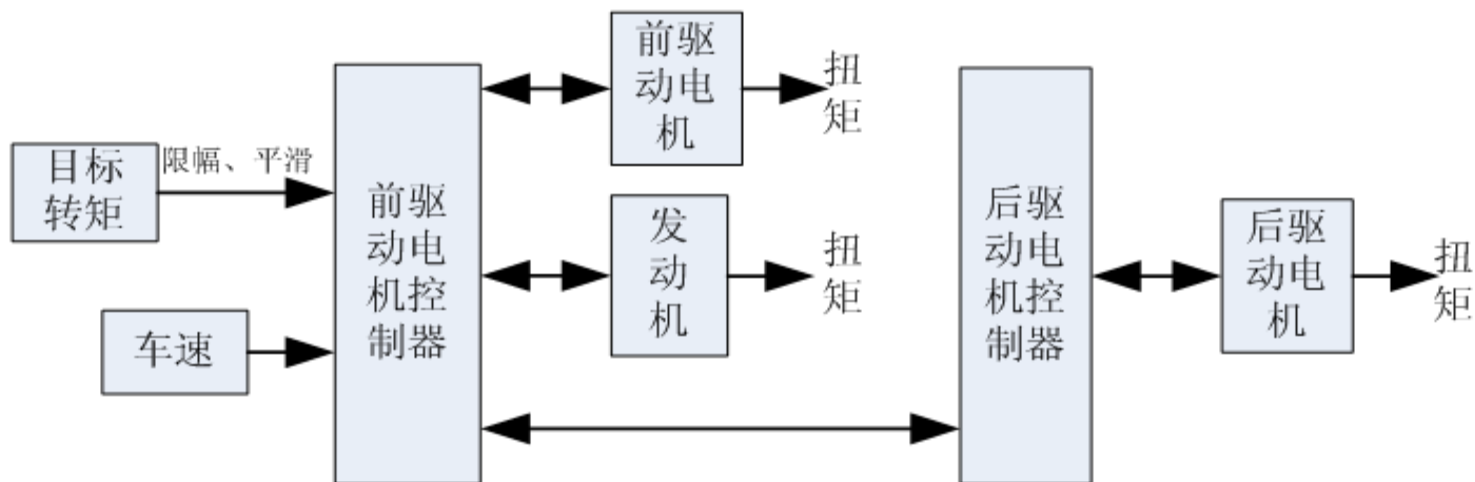 目标
转矩
限幅、平滑
车速
前驱
动电
机控
制器
前驱
动电
机
扭
矩
发
动
机
扭
矩
后驱
动电
机控
制器
后驱
动电
机
扭
矩